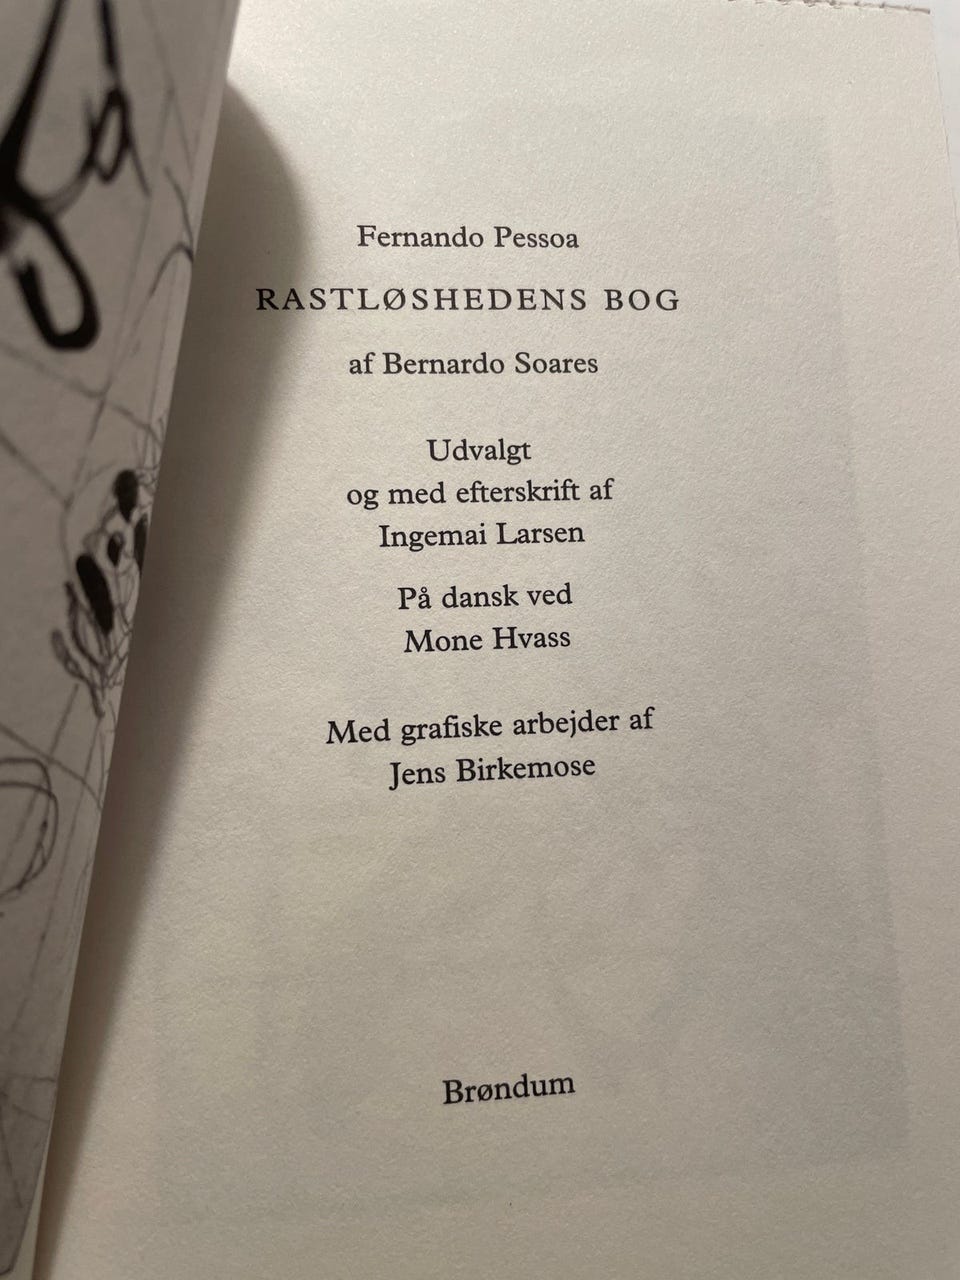 Fernando Pessoa
RASTLØSHEDENS BOG
af Bernardo Soares
Udvalgt
og med efterskrift af
Ingemai Larsen
På dansk ved
Mone Hvass
Med grafiske arbejder af
Jens Birkemose
Brøndum